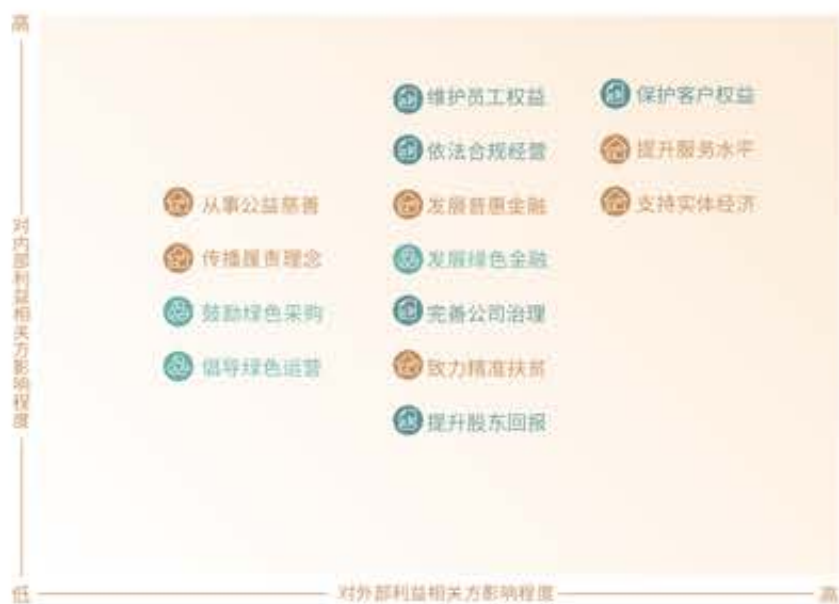 高
维护员工权益
保护客户权益
依法合规经营
提升服务水平
从事公益慈善
发展普惠金融
支持实体经济
传播履责理念
发展绿色金融
鼓励绿色采购
完善公司治理
倡导绿色运营
致力精准扶贫
提升股东回报
对内部利益相关方影响程度
低
对外部利益相关方影响程度
高